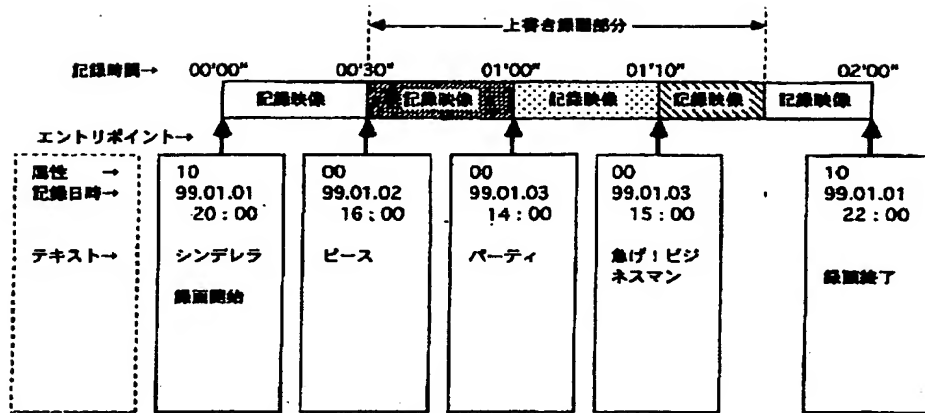 上書き録画部分
記録時間→ 00'00" 00'30" 01'00" 01'10" 02'00"
記録映像 記録映像 記録映像 記録映像 記録映像
エントリポイント→
属性 → 10 00 00 00 10
記録日時→ 99.01.01 99.01.02 99.01.03 99.01.03 99.01.01
20:00 16:00 14:00 15:00 22:00
テキスト→ シンデレラ ピース パーティ 急げ!ビジ
ネスマン
録画開始 録画終了